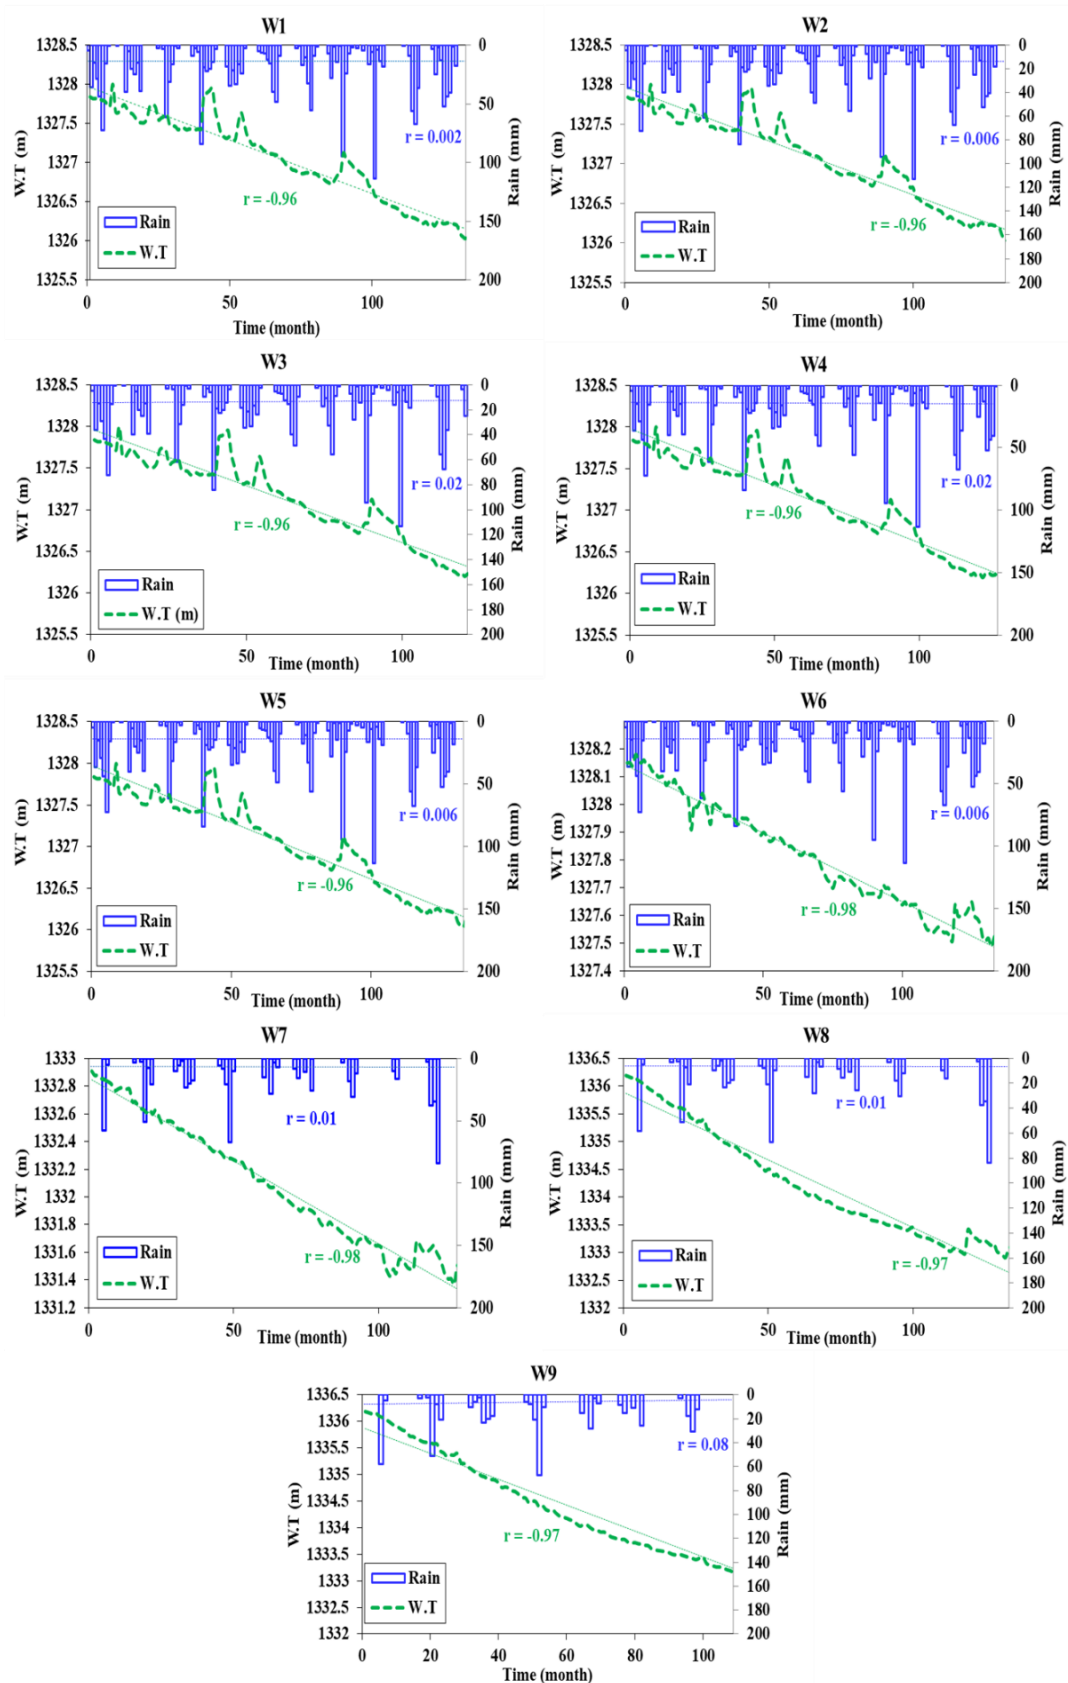 W1
1328.5
1328
1327.5
1327
1326.5
1326
1325.5
W.T (m)
0
50
100
150
200
Rain (mm)
r = 0.002
r = -0.96
Rain
W.T
0 50 100
Time (month)
W2
1328.5
1328
1327.5
1327
1326.5
1326
1325.5
W.T (m)
0
20
40
60
80
100
120
140
160
180
200
Rain (mm)
r = 0.006
r = -0.96
Rain
W.T
0 50 100
Time (month)
W3
1328.5
1328
1327.5
1327
1326.5
1326
1325.5
W.T (m)
0
20
40
60
80
100
120
140
160
180
200
Rain (mm)
r = 0.02
r = -0.96
Rain
W.T (m)
0 50 100
Time (month)
W4
1328.5
1328
1327.5
1327
1326.5
1326
1325.5
W.T (m)
0
50
100
150
200
Rain (mm)
r = 0.02
r = -0.96
Rain
W.T
0 50 100
Time (month)
W5
1328.5
1328
1327.5
1327
1326.5
1326
1325.5
W.T (m)
0
50
100
150
200
Rain (mm)
r = 0.006
r = -0.96
Rain
W.T
0 50 100
Time (month)
W6
1328.2
1328.1
1328
1327.9
1327.8
1327.7
1327.6
1327.5
1327.4
W.T (m)
0
50
100
150
200
Rain (mm)
r = 0.006
r = -0.98
Rain
W.T
0 50 100
Time (month)
W7
1333
1332.8
1332.6
1332.4
1332.2
1332
1331.8
1331.6
1331.4
1331.2
W.T (m)
0
50
100
150
200
Rain (mm)
r = 0.01
r = -0.98
Rain
W.T
0 50 100
Time (month)
W8
1336.5
1336
1335.5
1335
1334.5
1334
1333.5
1333
1332.5
1332
W.T (m)
0
20
40
60
80
100
120
140
160
180
200
Rain (mm)
r = 0.01
r = -0.97
Rain
W.T
0 50 100
Time (month)
W9
1336.5
1336
1335.5
1335
1334.5
1334
1333.5
1333
1332.5
1332
W.T (m)
0
20
40
60
80
100
120
140
160
180
200
Rain (mm)
r = 0.08
r = -0.97
Rain
W.T
0 20 40 60 80 100
Time (month)